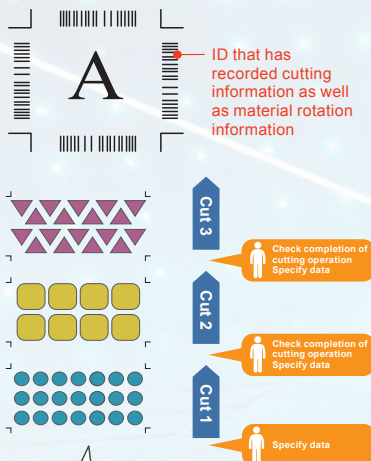 A
ID that has
recorded cutting
information as well
as material rotation
information
Cut 3
Check completion of
cutting operation
Specify data
Cut 2
Check completion of
cutting operation
Specify data
Cut 1
Specify data